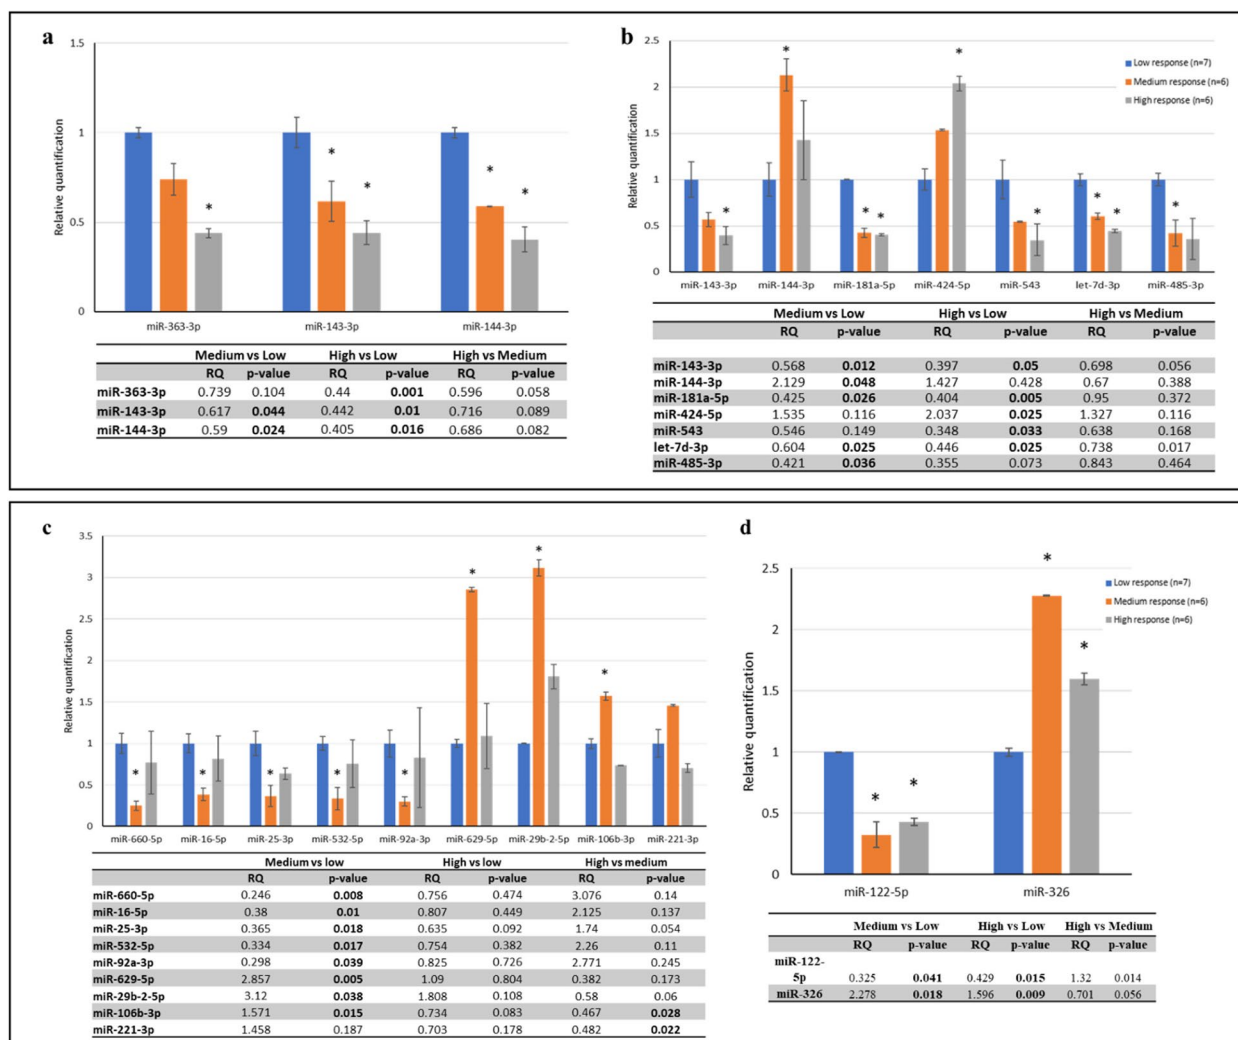 a
1.5
1
0.5
0
Relative quantification
*
* *
* *
miR-363-3p miR-143-3p miR-144-3p
Medium vs Low High vs Low High vs Medium
RQ p-value RQ p-value RQ p-value
miR-363-3p 0.739 0.104 0.44 0.001 0.596 0.058
miR-143-3p 0.617 0.044 0.442 0.01 0.716 0.089
miR-144-3p 0.59 0.024 0.405 0.016 0.686 0.082
b
2.5
2
1.5
1
0.5
0
Relative quantification
Low response (n=7)
Medium response (n=6)
High response (n=6)
* * * * * * * * *
miR-143-3p miR-144-3p miR-181a-5p miR-424-5p miR-543 let-7d-3p miR-485-3p
Medium vs Low High vs Low High vs Medium
RQ p-value RQ p-value RQ p-value
miR-143-3p 0.568 0.012 0.397 0.05 0.698 0.056
miR-144-3p 2.129 0.048 1.427 0.428 0.67 0.388
miR-181a-5p 0.425 0.026 0.404 0.005 0.95 0.372
miR-424-5p 1.535 0.116 2.037 0.025 1.327 0.116
miR-543 0.546 0.149 0.348 0.033 0.638 0.168
let-7d-3p 0.604 0.025 0.446 0.025 0.738 0.017
miR-485-3p 0.421 0.036 0.355 0.073 0.843 0.464
c
3.5
3
2.5
2
1.5
1
0.5
0
Relative quantification
* * * * * * * *
miR-660-5p miR-16-5p miR-25-3p miR-532-5p miR-92a-3p miR-629-5p miR-29b-2-5p miR-106b-3p miR-221-3p
Medium vs low High vs low High vs medium
RQ p-value RQ p-value RQ p-value
miR-660-5p 0.246 0.008 0.756 0.474 3.076 0.14
miR-16-5p 0.38 0.01 0.807 0.449 2.125 0.137
miR-25-3p 0.365 0.018 0.635 0.092 1.74 0.054
miR-532-5p 0.334 0.017 0.754 0.382 2.26 0.11
miR-92a-3p 0.298 0.039 0.825 0.726 2.771 0.245
miR-629-5p 2.857 0.005 1.09 0.804 0.382 0.173
miR-29b-2-5p 3.12 0.038 1.808 0.108 0.58 0.06
miR-106b-3p 1.571 0.015 0.734 0.083 0.467 0.028
miR-221-3p 1.458 0.187 0.703 0.178 0.482 0.022
d
2.5
2
1.5
1
0.5
0
Relative quantification
Low response (n=7)
Medium response (n=6)
High response (n=6)
* * * *
miR-122-5p miR-326
Medium vs Low High vs Low High vs Medium
RQ p-value RQ p-value RQ p-value
miR-122-
5p 0.325 0.041 0.429 0.015 1.32 0.014
miR-326 2.278 0.018 1.596 0.009 0.701 0.056